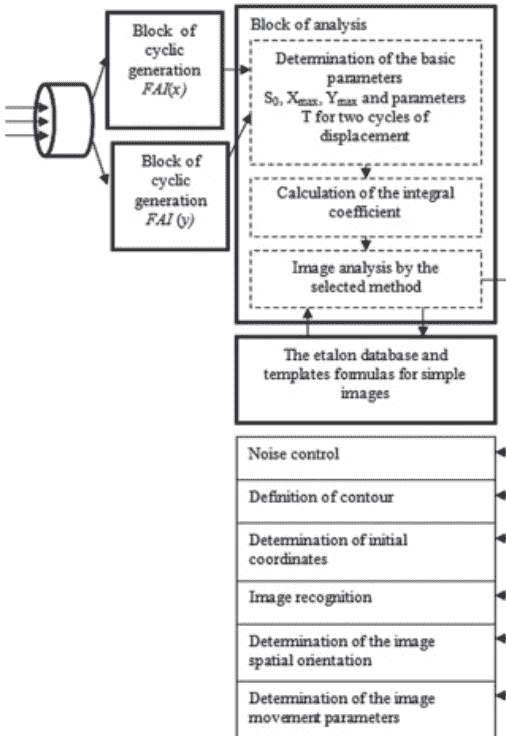 Block of
cyclic
generation
FAI(x)
Block of
cyclic
generation
FAI (y)
Block of analysis
Determination of the basic
parameters
S0, Xmax, Ymax and parameters
T for two cycles of
displacement
Calculation of the integral
coefficient
Image analysis by the
selected method
The etalon database and
templates formulas for simple
images
Noise control
Definition of contour
Determination of initial
coordinates
Image recognition
Determination of the image
spatial orientation
Determination of the image
movement parameters